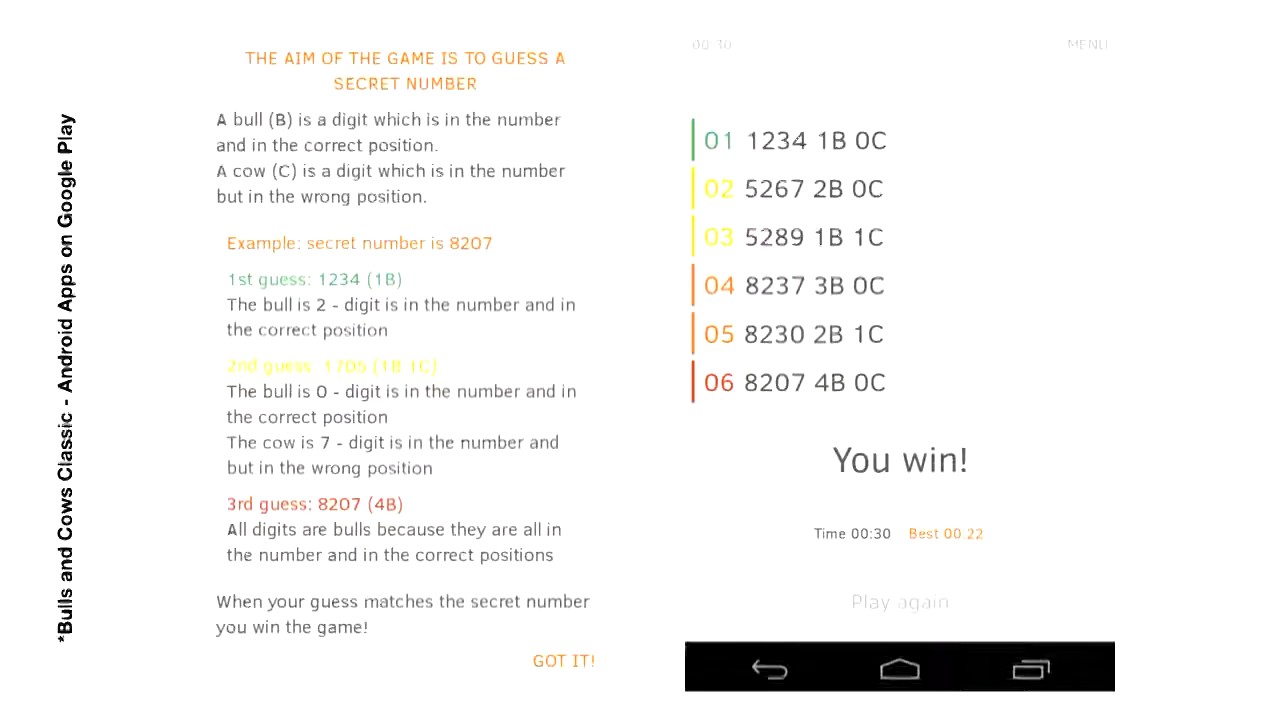 *Bulls and Cows Classic - Android Apps on Google Play
THE AIM OF THE GAME IS TO GUESS A
SECRET NUMBER
A bull (B) is a digit which is in the number
and in the correct position.
A cow (C) is a digit which is in the number
but in the wrong position.
Example: secret number is 8207
1st guess: 1234 (1B)
The bull is 2 - digit is in the number and in
the correct position
2nd guess: 1706 (1B 1C)
The bull is 0 - digit is in the number and in
the correct position
The cow is 7 - digit is in the number and
but in the wrong position
3rd guess: 8207 (4B)
All digits are bulls because they are all in
the number and in the correct positions
When your guess matches the secret number
you win the game!
GOT IT!
00:30 MENU
01 1234 1B 0C
02 5267 2B 0C
03 5289 1B 1C
04 8237 3B 0C
05 8230 2B 1C
06 8207 4B 0C
You win!
Time 00:30 Best 00:22
Play again